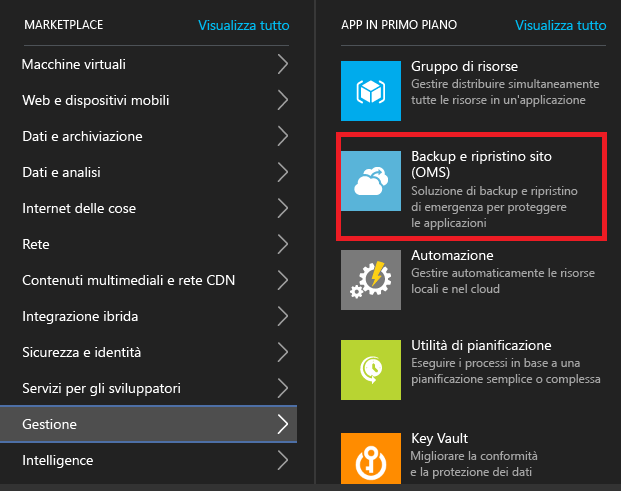 MARKETPLACE
Visualizza tutto
Macchine virtuali
Web e dispositivi mobili
Dati e archiviazione
Dati e analisi
Internet delle cose
Rete
Contenuti multimediali e rete CDN
Integrazione ibrida
Sicurezza e identità
Servizi per gli sviluppatori
Gestione
Intelligence
APP IN PRIMO PIANO
Visualizza tutto
Gruppo di risorse
Gestire distribuire simultaneamente
tutte le risorse in un'applicazione
Backup e ripristino sito
(OMS)
Soluzione di backup e ripristino
di emergenza per proteggere
le applicazioni
Automazione
Gestire automaticamente le risorse
locali e nel cloud
Utilità di pianificazione
Eseguire i processi in base a una
pianificazione semplice o complessa
Key Vault
Migliorare la conformità
e la protezione dei dati